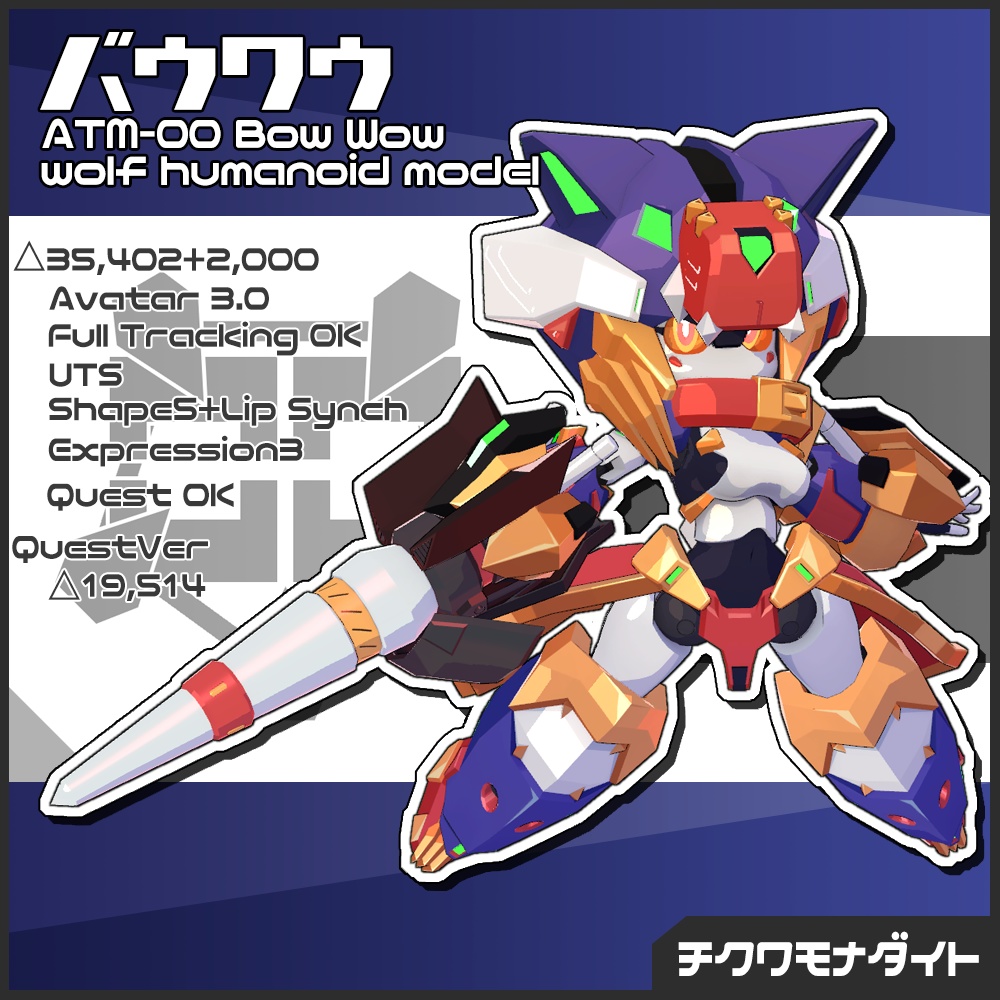 バウワウ
ATM-00 Bow Wow
wolf humanoid model
△35,402+2,000
Avatar 3.0
Full Tracking OK
UTS
Shape5+Lip Synch
Expression3
Quest OK
QuestVer
△19,514
チクワモナダイト